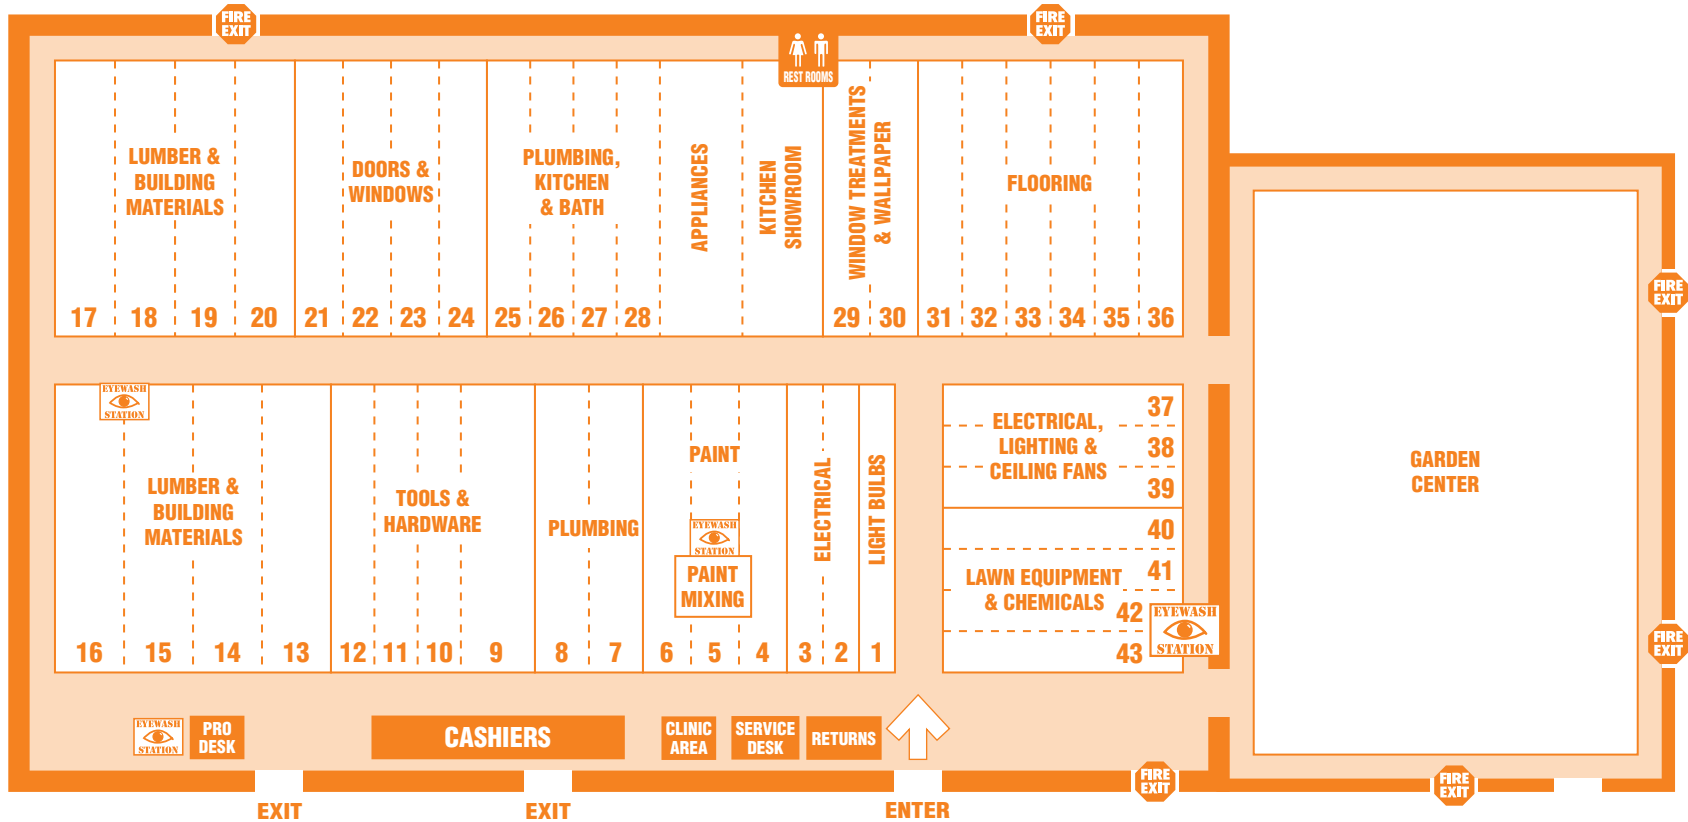 FIRE
EXIT
FIRE
EXIT
REST ROOMS
LUMBER &
BUILDING
MATERIALS
DOORS &
WINDOWS
PLUMBING,
KITCHEN
& BATH
APPLIANCES
KITCHEN
SHOWROOM
WINDOW TREATMENTS
& WALLPAPER
FLOORING
17 18 19 20 21 22 23 24 25 26 27 28 29 30 31 32 33 34 35 36
FIRE
EXIT
EYEWASH
STATION
LUMBER &
BUILDING
MATERIALS
TOOLS &
HARDWARE
PLUMBING
PAINT
EYEWASH
STATION
PAINT
MIXING
ELECTRICAL
LIGHT BULBS
16 15 14 13 12 11 10 9 8 7 6 5 4 3 2 1
ELECTRICAL,
LIGHTING &
CEILING FANS
37
38
39
40
41
42
43
LAWN EQUIPMENT
& CHEMICALS
EYEWASH
STATION
GARDEN
CENTER
FIRE
EXIT
EYEWASH
STATION
PRO
DESK
CASHIERS
CLINIC
AREA
SERVICE
DESK
RETURNS
FIRE
EXIT
FIRE
EXIT
EXIT
EXIT
ENTER